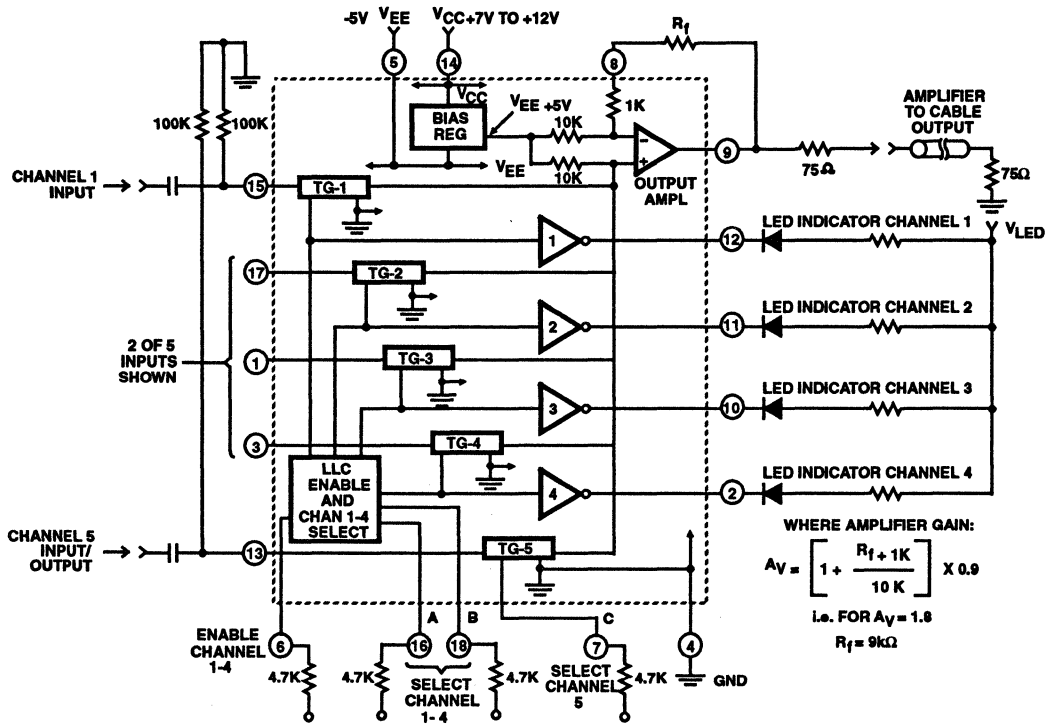 -5V VEE
VCC+7V TO +12V
Rf
5
14
8
VCC
100K
100K
BIAS
REG
VEE +5V
10K
1K
10K
VEE
-
+
OUTPUT
AMPL
9
75Ω
AMPLIFIER
TO CABLE
OUTPUT
75Ω
CHANNEL 1
INPUT
15
TG-1
1
12
LED INDICATOR CHANNEL 1
VLED
17
TG-2
2
11
LED INDICATOR CHANNEL 2
2 OF 5
INPUTS
SHOWN
1
TG-3
3
10
LED INDICATOR CHANNEL 3
3
TG-4
4
2
LED INDICATOR CHANNEL 4
LLC
ENABLE
AND
CHAN 1-4
SELECT
CHANNEL 5
INPUT/
OUTPUT
13
TG-5
WHERE AMPLIFIER GAIN:
AV = [1 + Rf + 1K / 10 K] X 0.9
i.e. FOR AV = 1.8
Rf = 9kΩ
A
B
C
ENABLE
CHANNEL
1-4
6
4.7K
4.7K
16
18
SELECT
CHANNEL
1- 4
4.7K
7
SELECT
CHANNEL
5
4.7K
4
GND